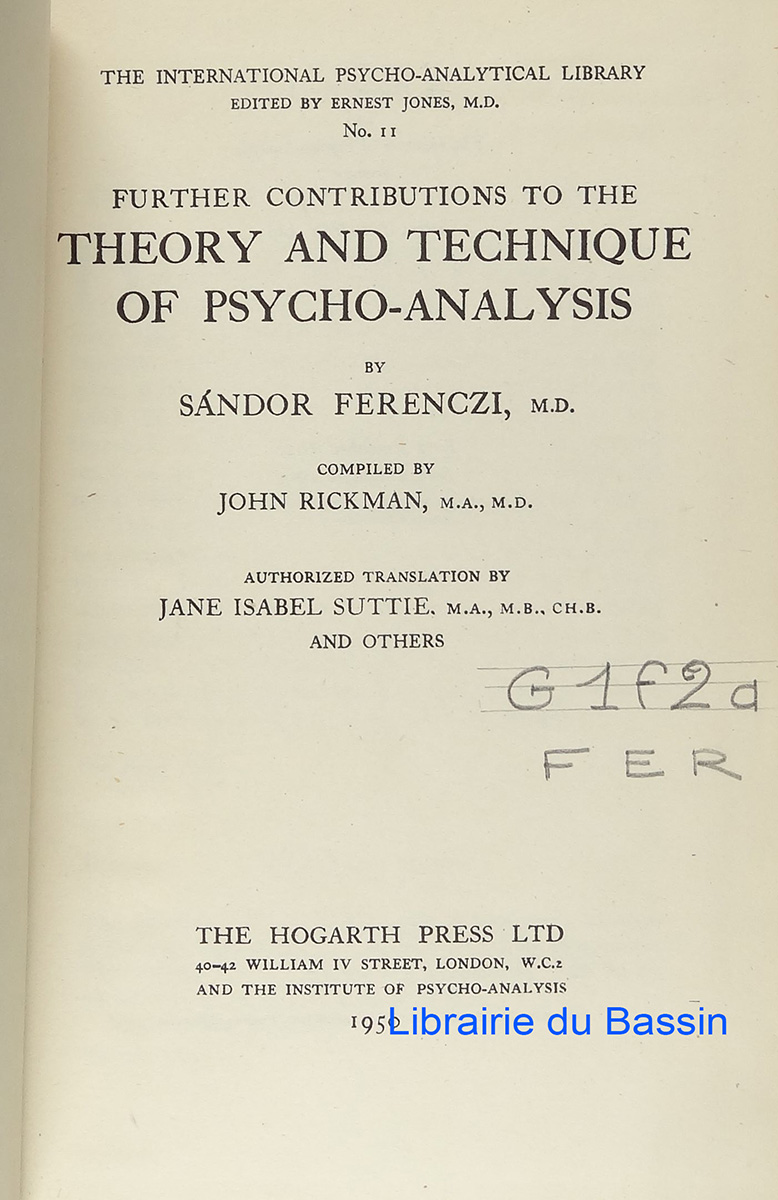 THE INTERNATIONAL PSYCHO-ANALYTICAL LIBRARY
EDITED BY ERNEST JONES, M.D.
No. 11
FURTHER CONTRIBUTIONS TO THE
THEORY AND TECHNIQUE
OF PSYCHO-ANALYSIS
BY
SÁNDOR FERENCZI, M.D.
COMPILED BY
JOHN RICKMAN, M.A., M.D.
AUTHORIZED TRANSLATION BY
JANE ISABEL SUTTIE, M.A., M.B., CH.B.
AND OTHERS
G 1 f 2 d
FER
THE HOGARTH PRESS LTD
40–42 WILLIAM IV STREET, LONDON, W.C.2
AND THE INSTITUTE OF PSYCHO-ANALYSIS
1950
Librairie du Bassin